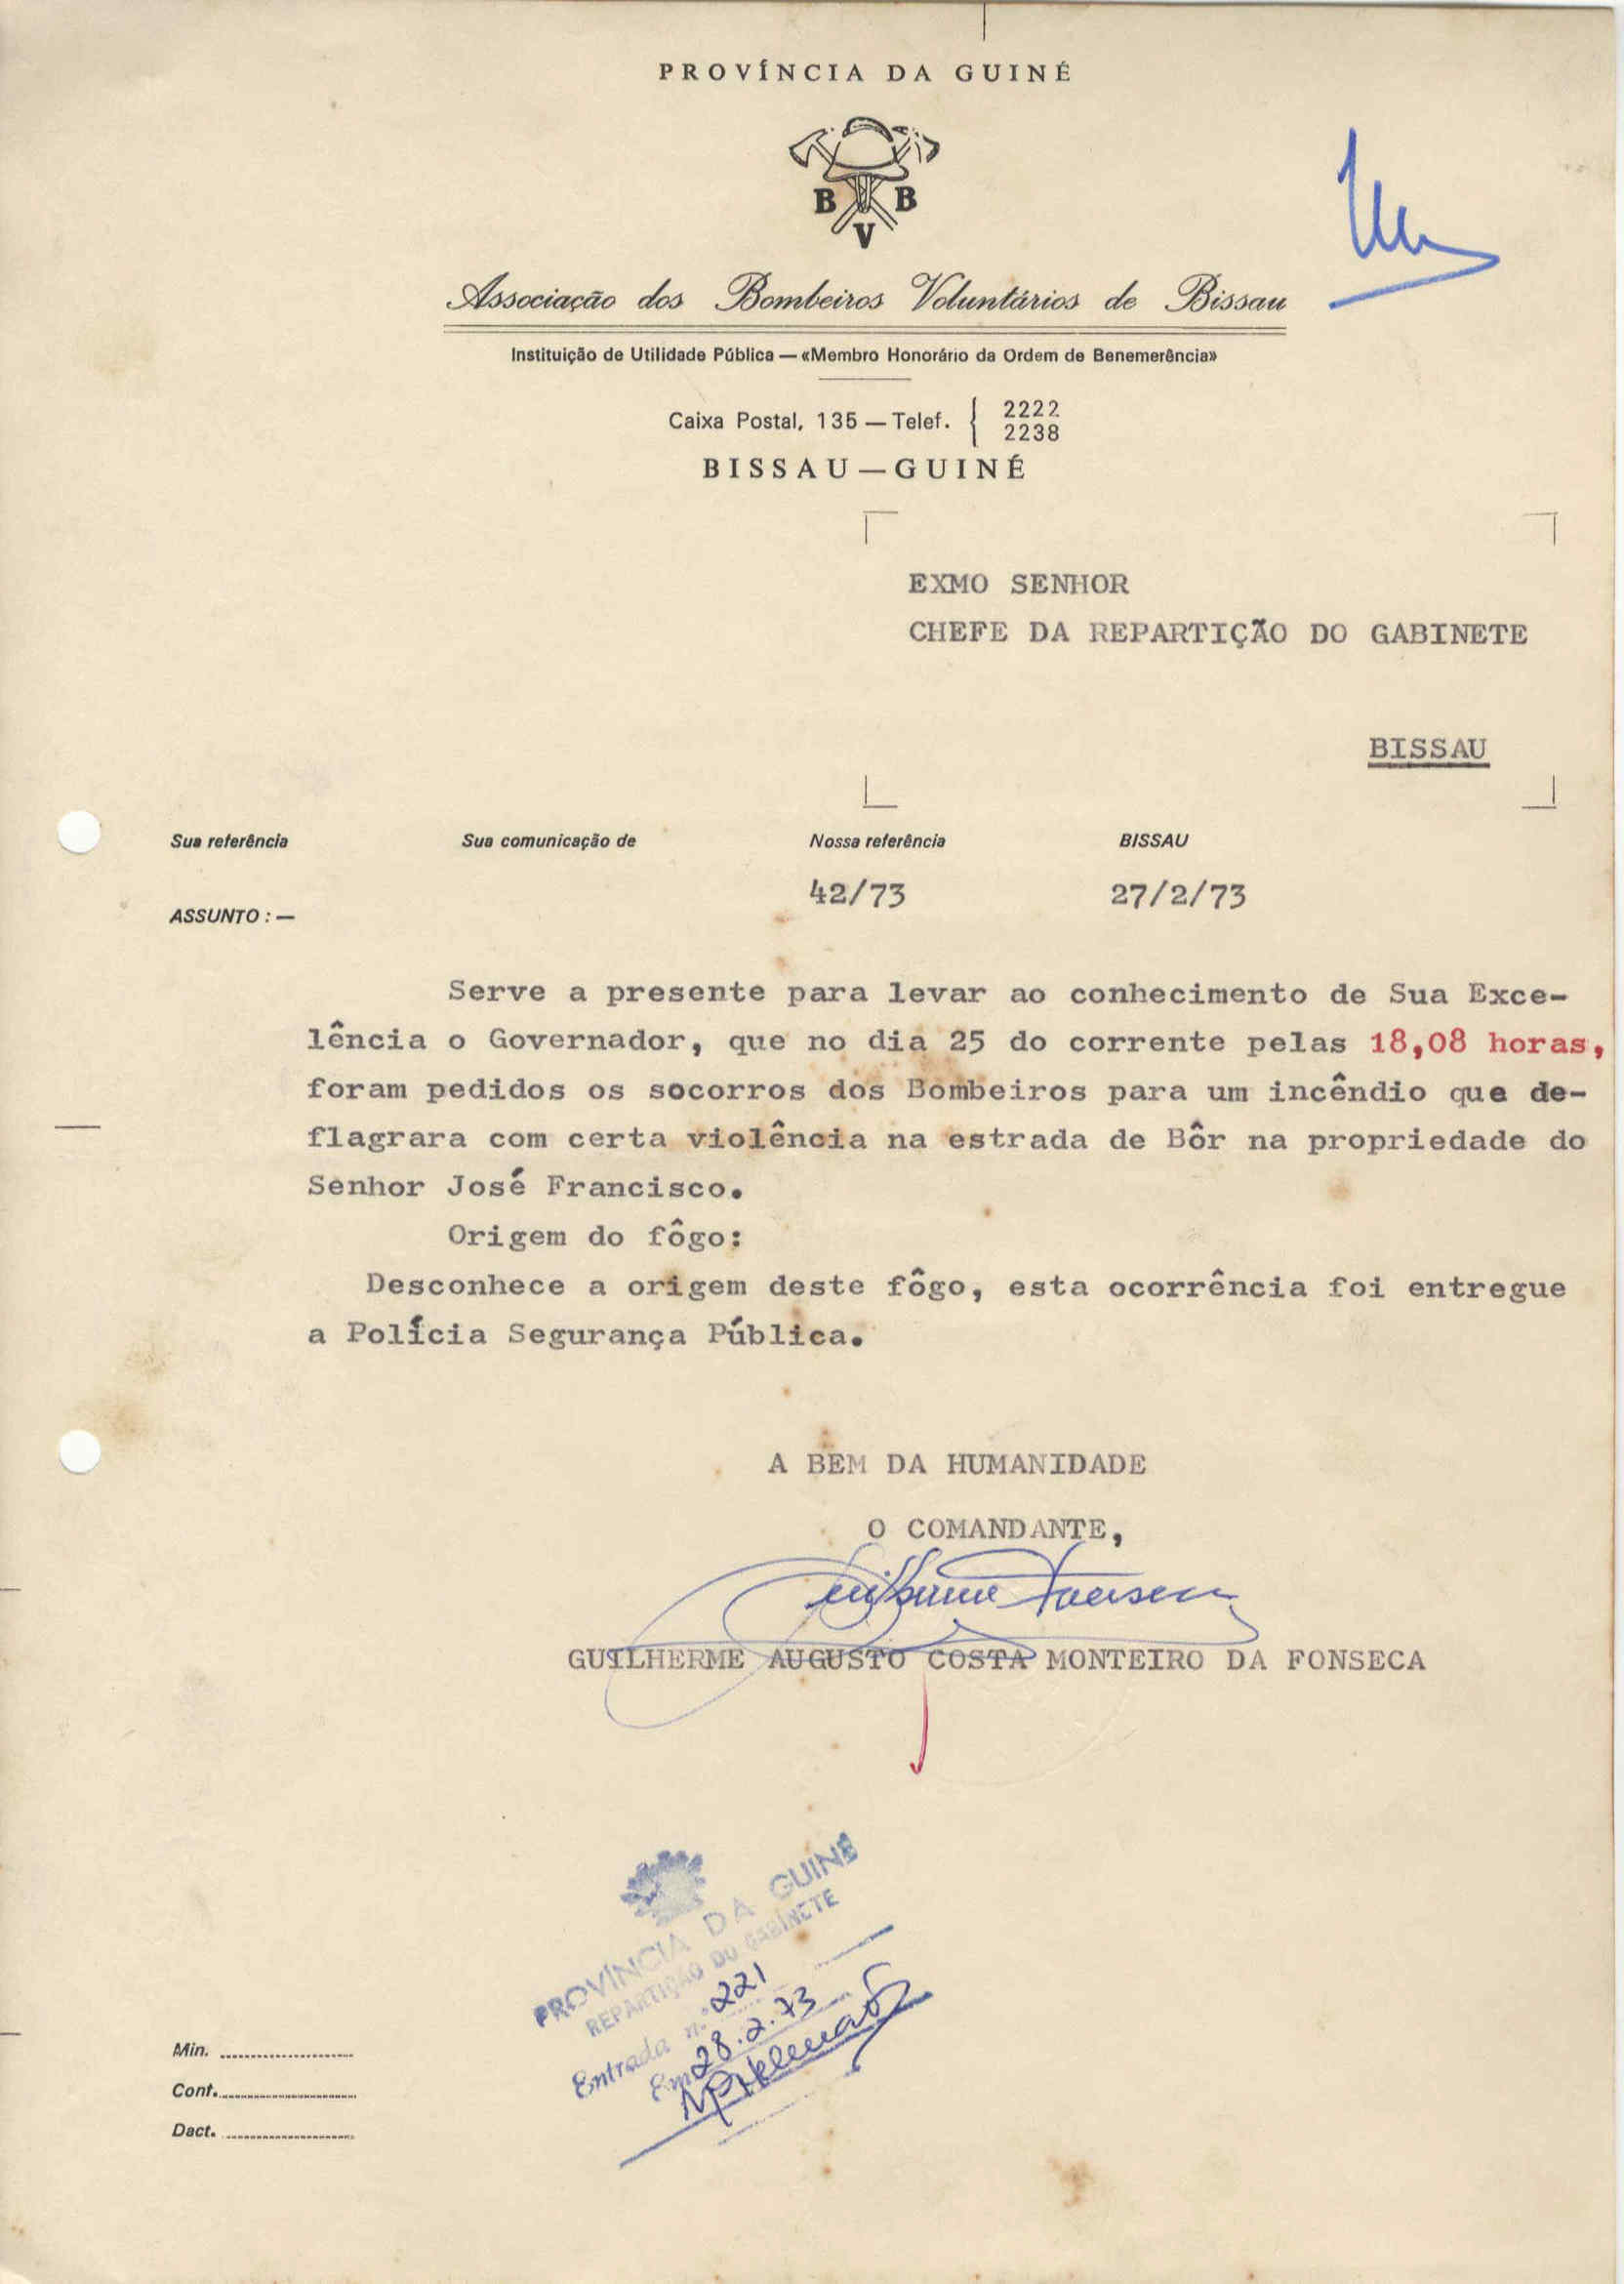 PROVÍNCIA DA GUINÉ
B B
V
Associação dos Bombeiros Voluntários de Bissau
Instituição de Utilidade Pública — «Membro Honorário da Ordem de Benemerência»
Caixa Postal, 135 — Telef. { 2222
2238
BISSAU — GUINÉ
EXMO SENHOR
CHEFE DA REPARTIÇÃO DO GABINETE
BISSAU
Sua referência Sua comunicação de Nossa referência BISSAU
42/73 27/2/73
ASSUNTO : —
Serve a presente para levar ao conhecimento de Sua Exce-
lência o Governador, que no dia 25 do corrente pelas 18,08 horas,
foram pedidos os socorros dos Bombeiros para um incêndio que de-
flagrara com certa violência na estrada de Bôr na propriedade do
Senhor José Francisco.
Origem do fôgo:
Desconhece a origem deste fôgo, esta ocorrência foi entregue
a Polícia Segurança Pública.
A BEM DA HUMANIDADE
O COMANDANTE,
Guilherme Fonseca
GUILHERME AUGUSTO COSTA MONTEIRO DA FONSECA
PROVÍNCIA DA GUINÉ
REPARTIÇÃO DO GABINETE
Entrada n.º 221
Em 28.2.73
Min.
Cont.
Dact.